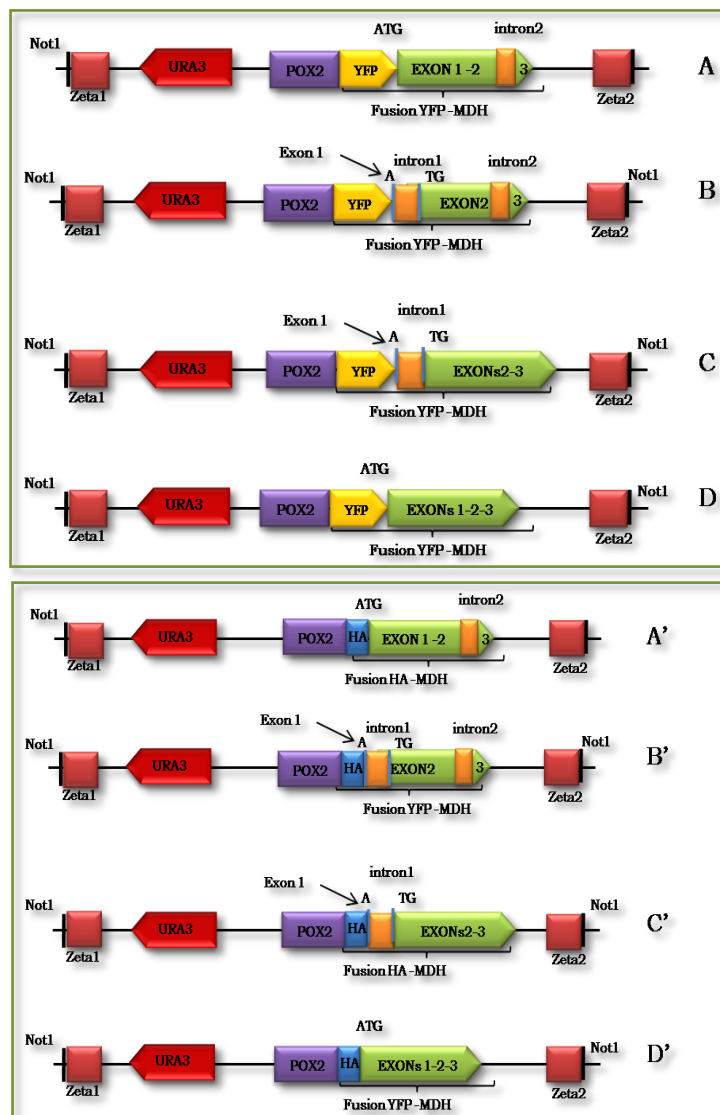 ATG intron2
Not1
URA3 POX2 YFP EXON 1-2 3 A
Zeta1 Zeta2
Fusion YFP-MDH
Exon 1 A intron1 TG intron2
Not1 Not1
URA3 POX2 YFP EXON2 3 B
Zeta1 Zeta2
Fusion YFP-MDH
intron1
Exon 1 A TG
Not1 Not1
URA3 POX2 YFP EXONs2-3 C
Zeta1 Zeta2
Fusion YFP-MDH
ATG
Not1 Not1
URA3 POX2 YFP EXONs 1-2-3 D
Zeta1 Zeta2
Fusion YFP-MDH
ATG intron2
Not1
URA3 POX2 HA EXON 1-2 3 A'
Zeta1 Zeta2
Fusion HA-MDH
Exon 1 A intron1 TG intron2
Not1 Not1
URA3 POX2 HA EXON2 3 B'
Zeta1 Zeta2
Fusion YFP-MDH
intron1
Exon 1 A TG
Not1 Not1
URA3 POX2 HA EXONs2-3 C'
Zeta1 Zeta2
Fusion HA-MDH
ATG
Not1 Not1
URA3 POX2 HA EXONs 1-2-3 D'
Zeta1 Zeta2
Fusion YFP-MDH